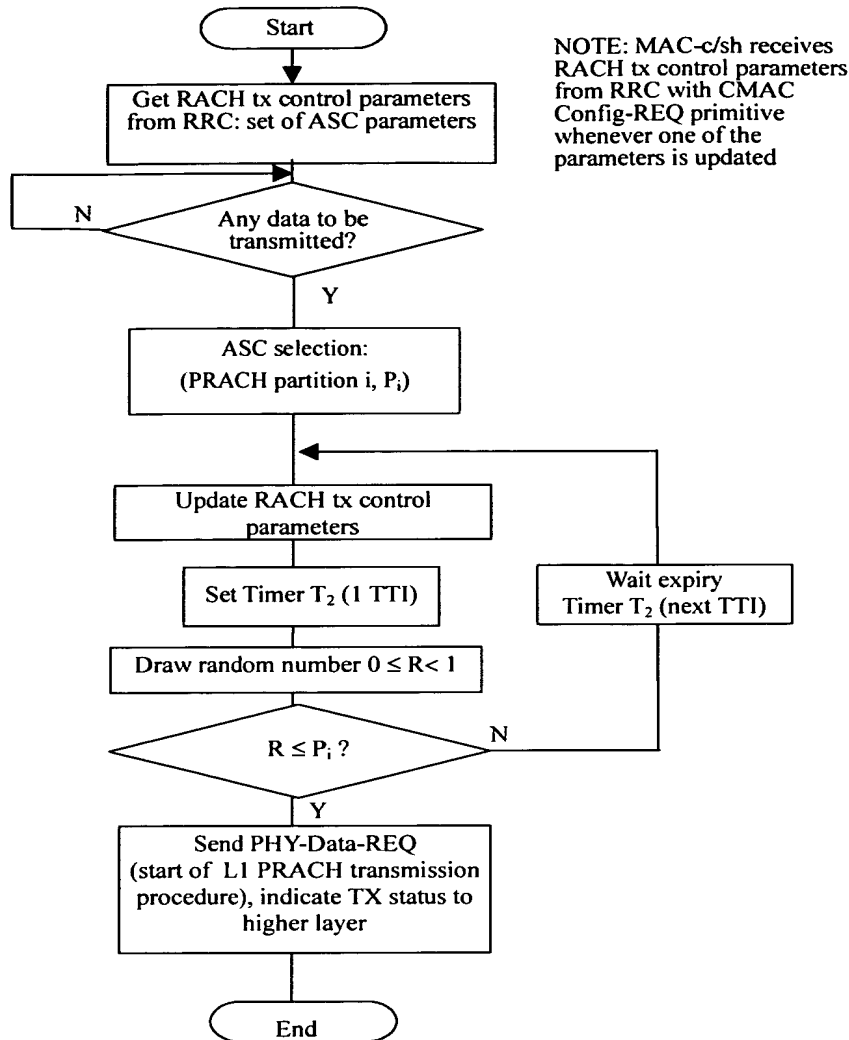 Start
NOTE: MAC-c/sh receives
RACH tx control parameters
from RRC with CMAC
Config-REQ primitive
whenever one of the
parameters is updated
Get RACH tx control parameters
from RRC: set of ASC parameters
N
Any data to be
transmitted?
Y
ASC selection:
(PRACH partition i, Pᵢ)
Update RACH tx control
parameters
Set Timer T₂ (1 TTI)
Wait expiry
Timer T₂ (next TTI)
Draw random number 0 ≤ R< 1
R ≤ Pᵢ ?
N
Y
Send PHY-Data-REQ
(start of L1 PRACH transmission
procedure), indicate TX status to
higher layer
End